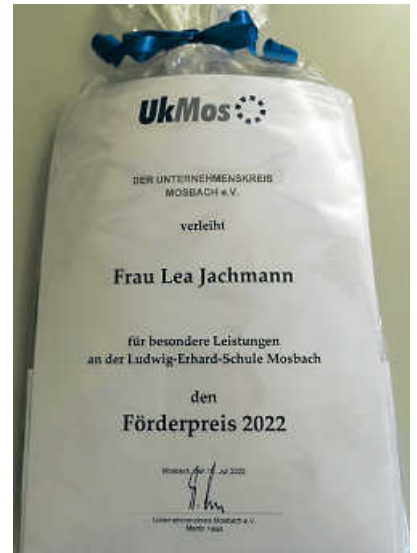 UkMos
DER UNTERNEHMENSKREIS
MOSBACH e.V.
verleiht
Frau Lea Jachmann
für besondere Leistungen
an der Ludwig-Erhard-Schule Mosbach
den
Förderpreis 2022
Mosbach, den Juli 2022
Unternehmenskreis Mosbach e.V.
Martin